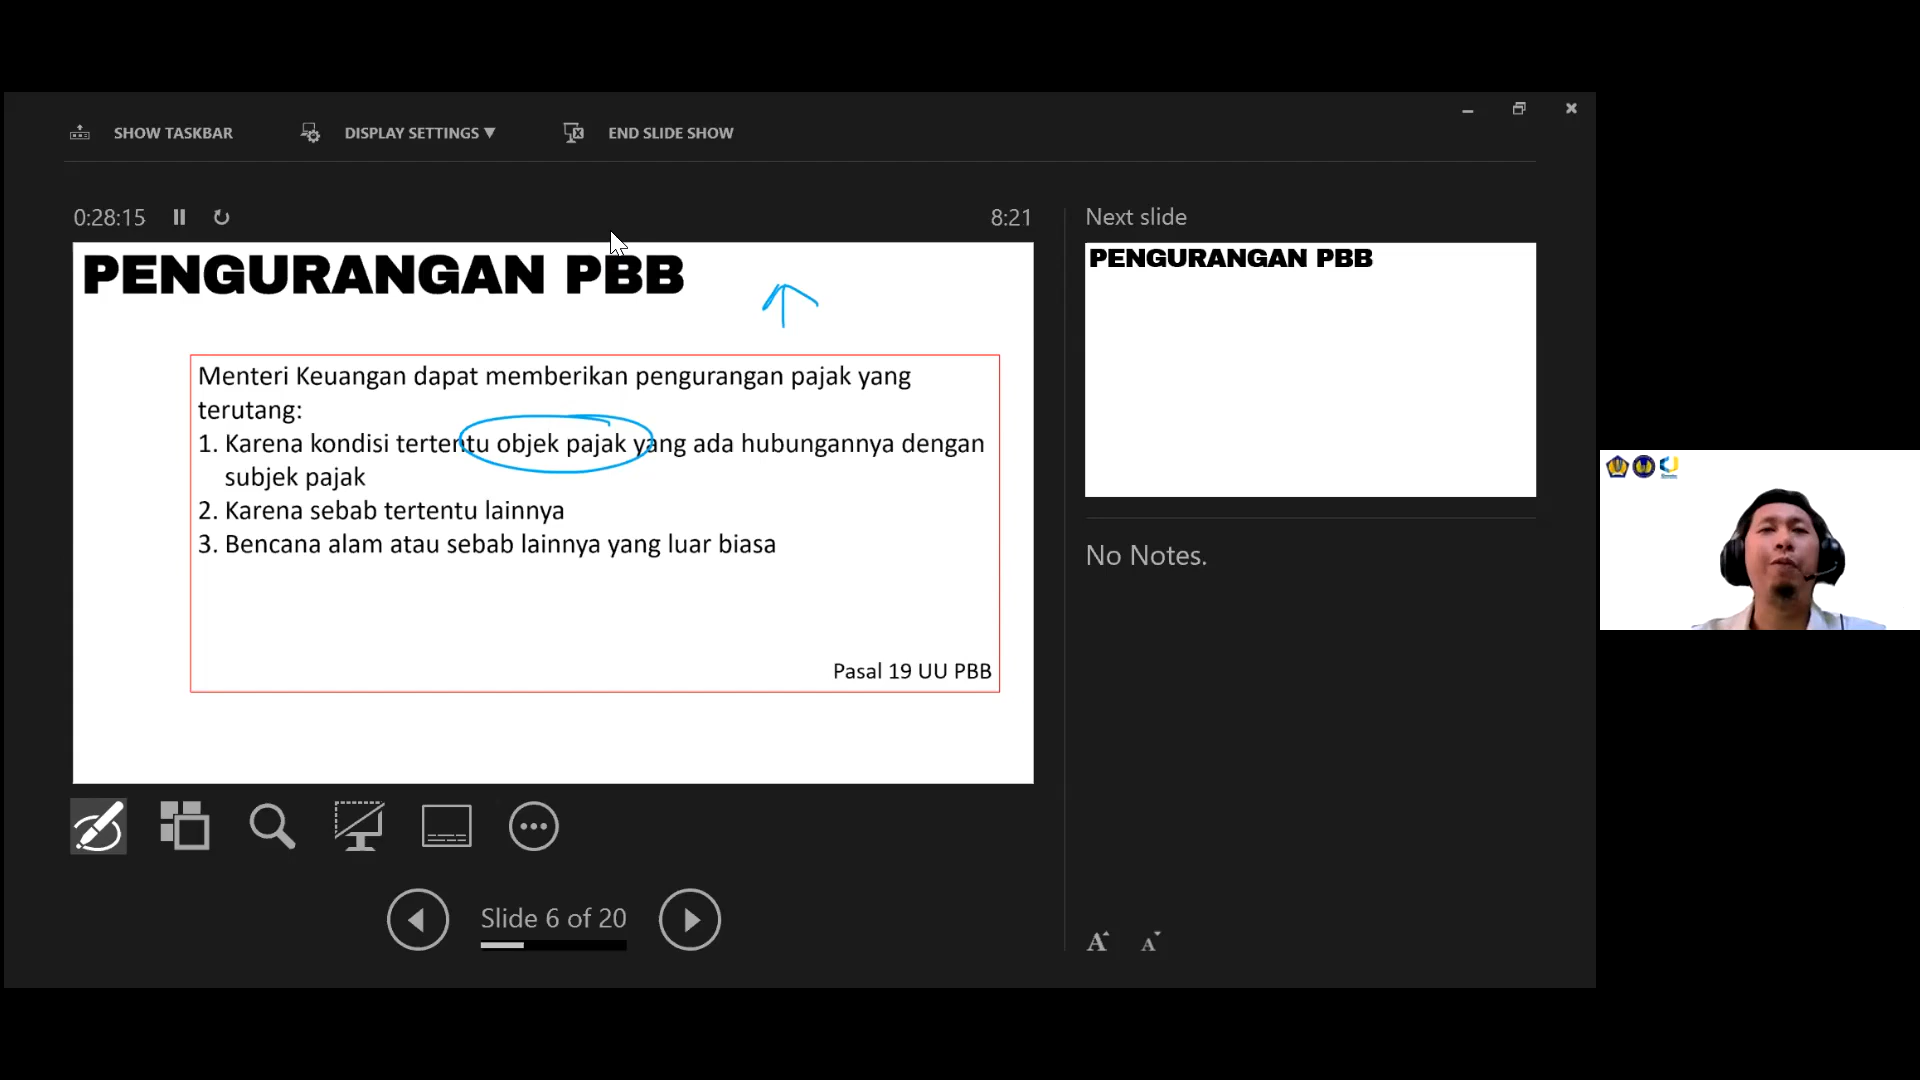 SHOW TASKBAR
DISPLAY SETTINGS ▼
END SLIDE SHOW
0:28:15
8:21
PENGURANGAN PBB
Menteri Keuangan dapat memberikan pengurangan pajak yang
terutang:
1. Karena kondisi tertentu objek pajak yang ada hubungannya dengan
subjek pajak
2. Karena sebab tertentu lainnya
3. Bencana alam atau sebab lainnya yang luar biasa
Pasal 19 UU PBB
Slide 6 of 20
Next slide
PENGURANGAN PBB
No Notes.
A
A